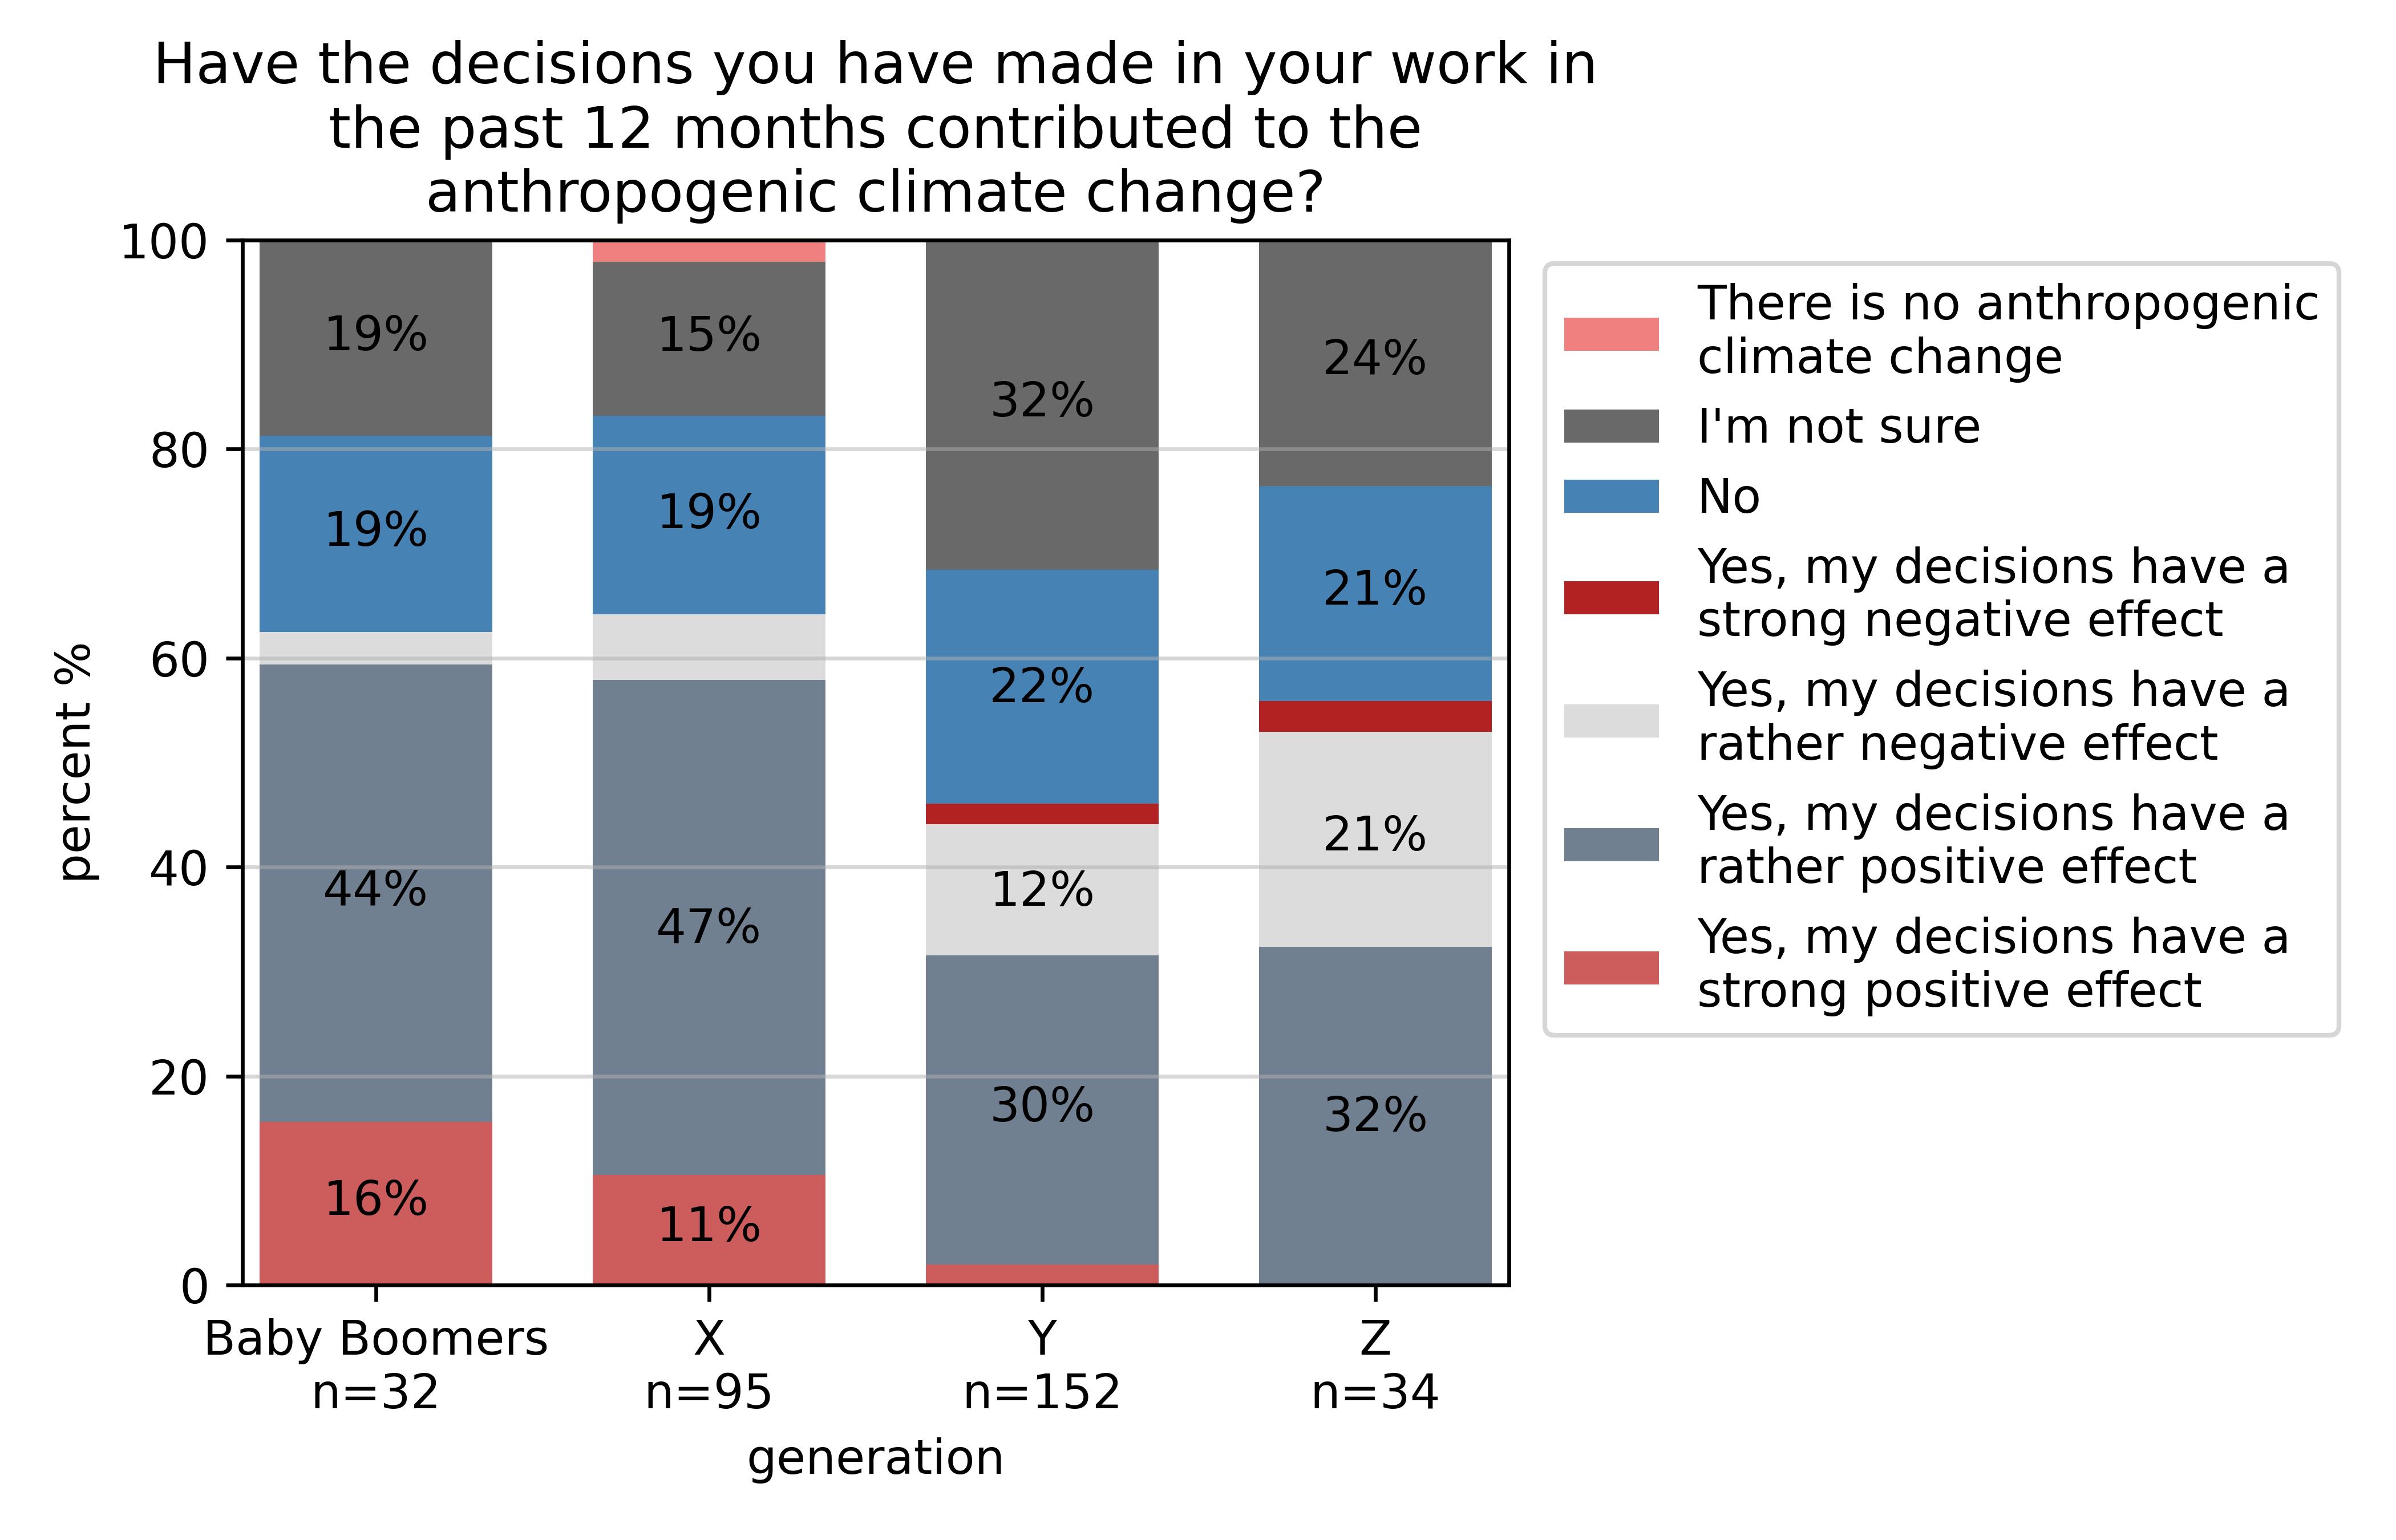 Have the decisions you have made in your work in
the past 12 months contributed to the
anthropogenic climate change?
percent %
100
80
60
40
20
0
19%
19%
44%
16%
15%
19%
47%
11%
32%
22%
12%
30%
24%
21%
21%
32%
Baby Boomers
n=32
X
n=95
Y
n=152
Z
n=34
generation
There is no anthropogenic
climate change
I'm not sure
No
Yes, my decisions have a
strong negative effect
Yes, my decisions have a
rather negative effect
Yes, my decisions have a
rather positive effect
Yes, my decisions have a
strong positive effect